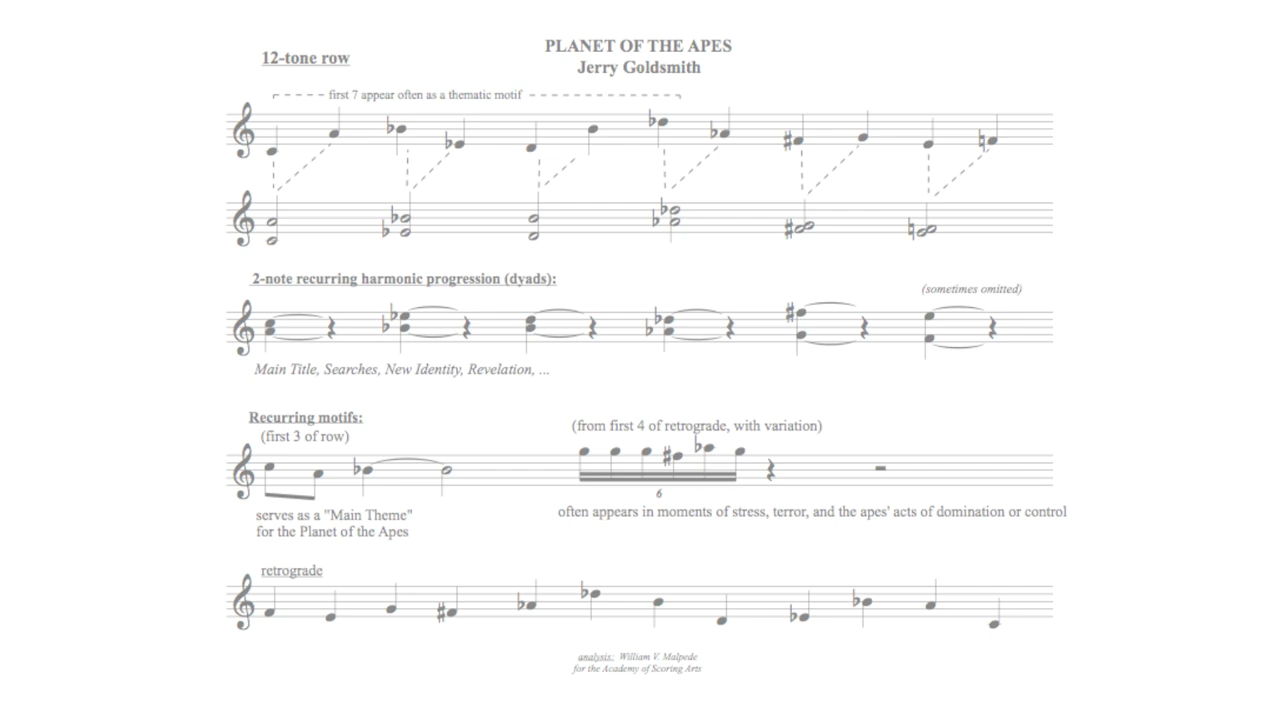 PLANET OF THE APES
12-tone row
Jerry Goldsmith
first 7 appear often as a thematic motif
2-note recurring harmonic progression (dyads):
(sometimes omitted)
Main Title, Searches, New Identity, Revelation, ...
Recurring motifs:
(from first 4 of retrograde, with variation)
(first 3 of row)
6
serves as a "Main Theme"
often appears in moments of stress, terror, and the apes' acts of domination or control
for the Planet of the Apes
retrograde
analysis: William V. Malpede
for the Academy of Scoring Arts